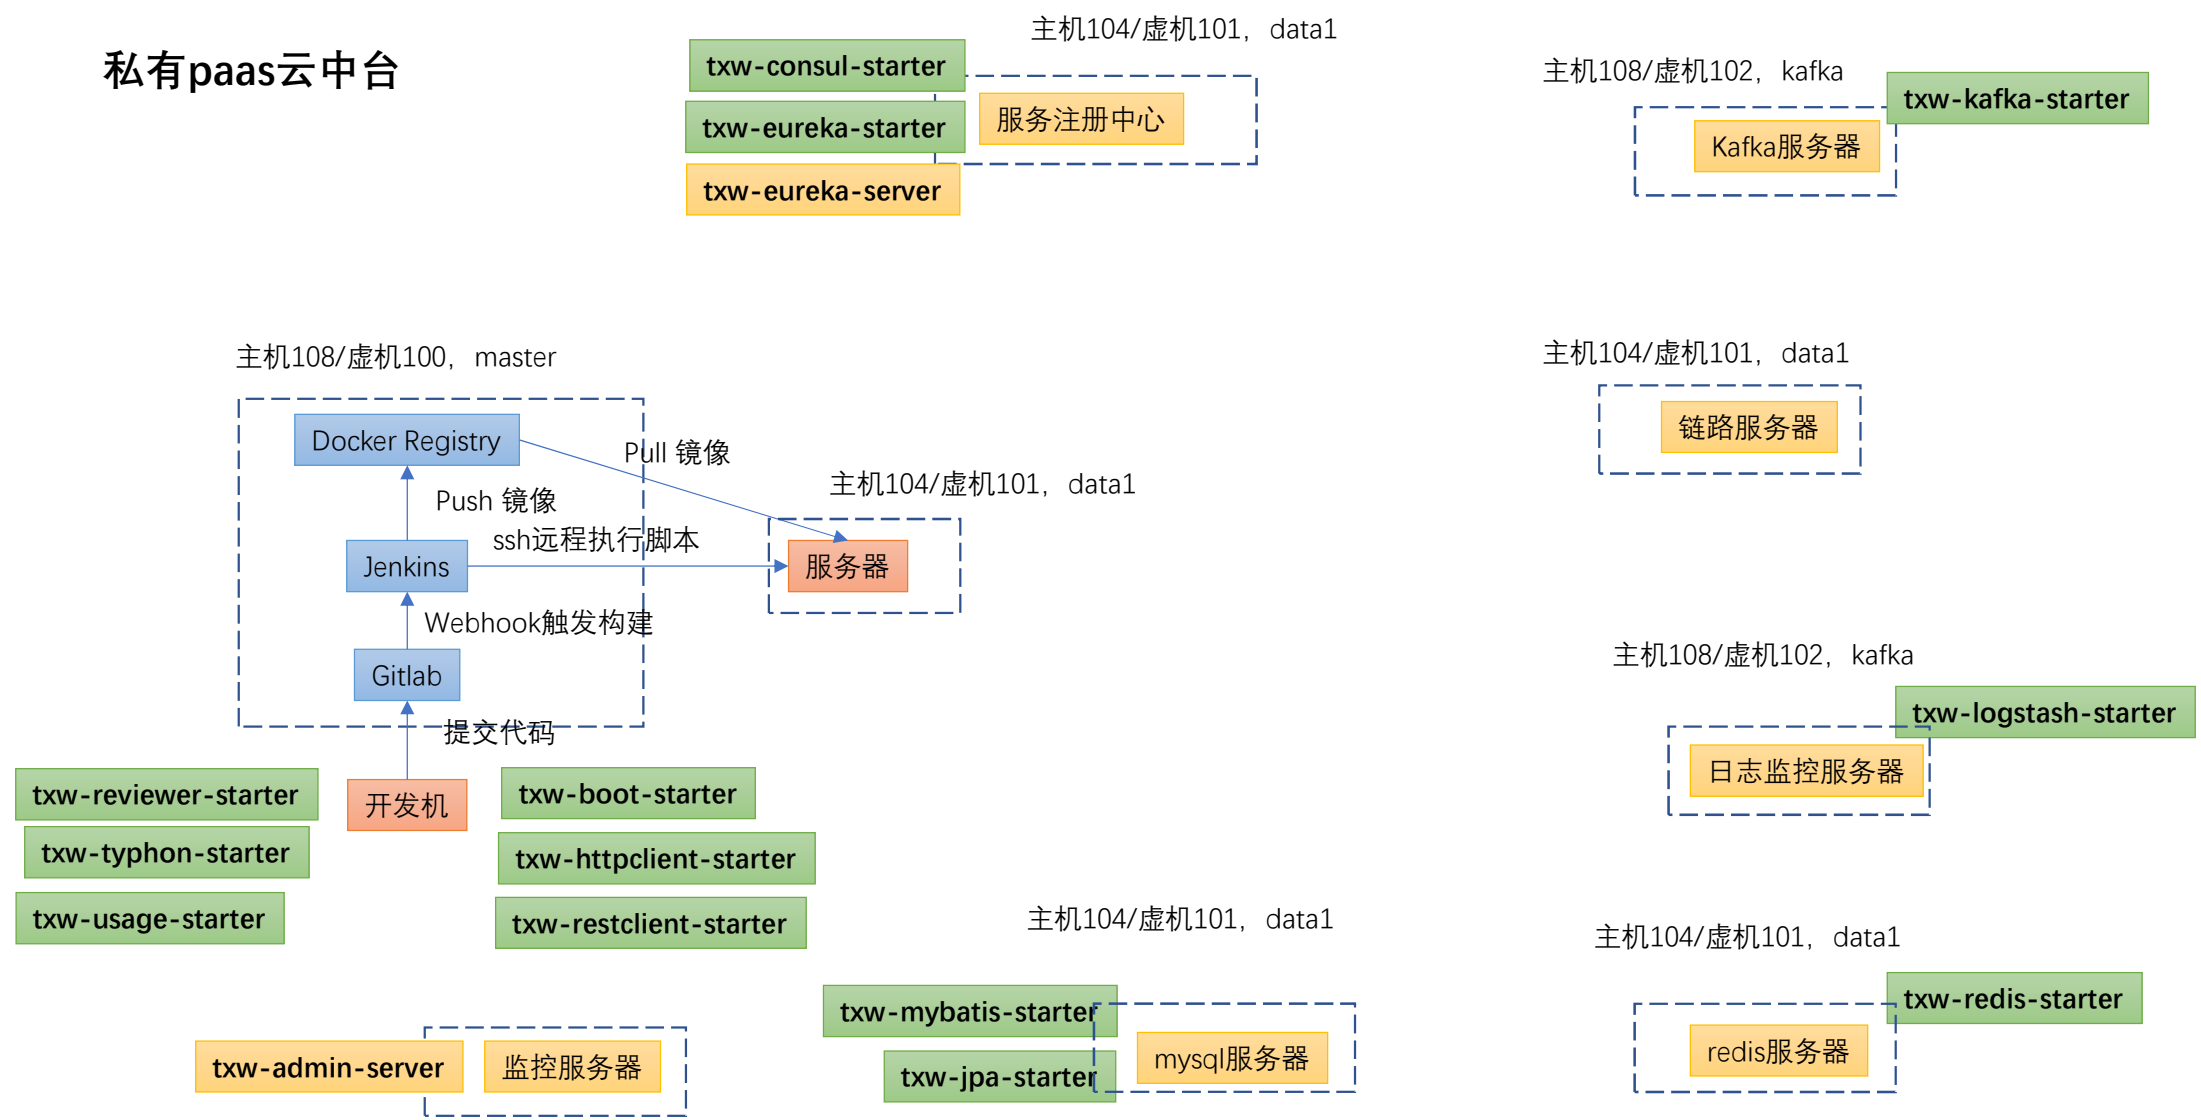 私有paas云中台
主机104/虚机101，data1
txw-consul-starter
服务注册中心
txw-eureka-starter
txw-eureka-server
主机108/虚机102，kafka
txw-kafka-starter
Kafka服务器
主机108/虚机100，master
Docker Registry
Pull 镜像
Push 镜像
主机104/虚机101，data1
ssh远程执行脚本
Jenkins
服务器
Webhook触发构建
Gitlab
提交代码
开发机
主机104/虚机101，data1
链路服务器
主机108/虚机102，kafka
txw-logstash-starter
日志监控服务器
txw-reviewer-starter
txw-typhon-starter
txw-usage-starter
txw-boot-starter
txw-httpclient-starter
txw-restclient-starter
主机104/虚机101，data1
txw-mybatis-starter
mysql服务器
txw-jpa-starter
主机104/虚机101，data1
txw-redis-starter
redis服务器
txw-admin-server
监控服务器